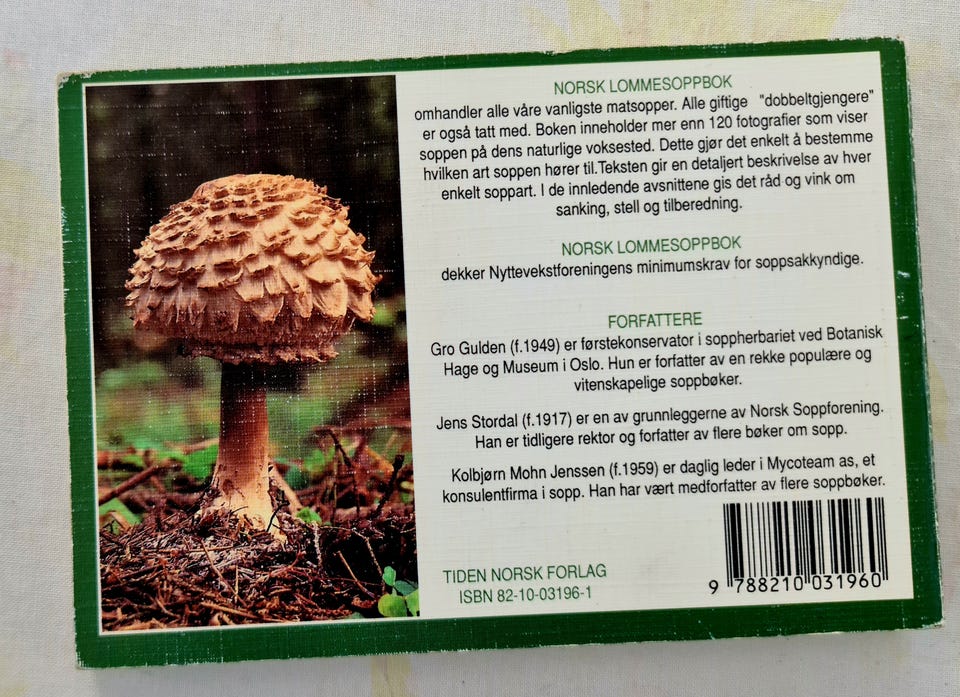 NORSK LOMMESOPPBOK
omhandler alle våre vanligste matsopper. Alle giftige "dobbeltgjengere"
er også tatt med. Boken inneholder mer enn 120 fotografier som viser
soppen på dens naturlige voksested. Dette gjør det enkelt å bestemme
hvilken art soppen hører til.Teksten gir en detaljert beskrivelse av hver
enkelt soppart. I de innledende avsnittene gis det råd og vink om
sanking, stell og tilberedning.
NORSK LOMMESOPPBOK
dekker Nyttevekstforeningens minimumskrav for soppsakkyndige.
FORFATTERE
Gro Gulden (f.1949) er førstekonservator i soppherbariet ved Botanisk
Hage og Museum i Oslo. Hun er forfatter av en rekke populære og
vitenskapelige soppbøker.
Jens Stordal (f.1917) er en av grunnleggerne av Norsk Soppforening.
Han er tidligere rektor og forfatter av flere bøker om sopp.
Kolbjørn Mohn Jenssen (f.1959) er daglig leder i Mycoteam as, et
konsulentfirma i sopp. Han har vært medforfatter av flere soppbøker.
TIDEN NORSK FORLAG
ISBN 82-10-03196-1
9 788210 031960